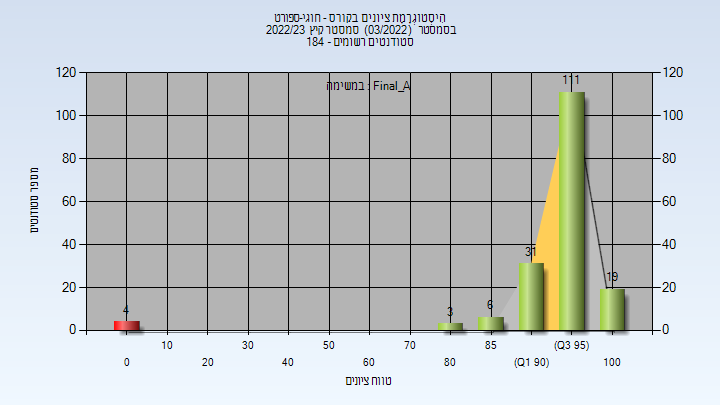 היסטוגרמת ציונים בקורס - חוגי-ספורט
בסמסטר (03/2022) סמסטר קיץ 2022/23
סטודנטים רשומים - 184
במשימה : Final_A
מספר סטודנטים
120 120
100 100
80 80
60 60
40 40
20 20
0 0
4 3 6 31 111 19
10 30 50 70 85 (Q3 95)
0 20 40 60 80 (Q1 90) 100
טווח ציונים